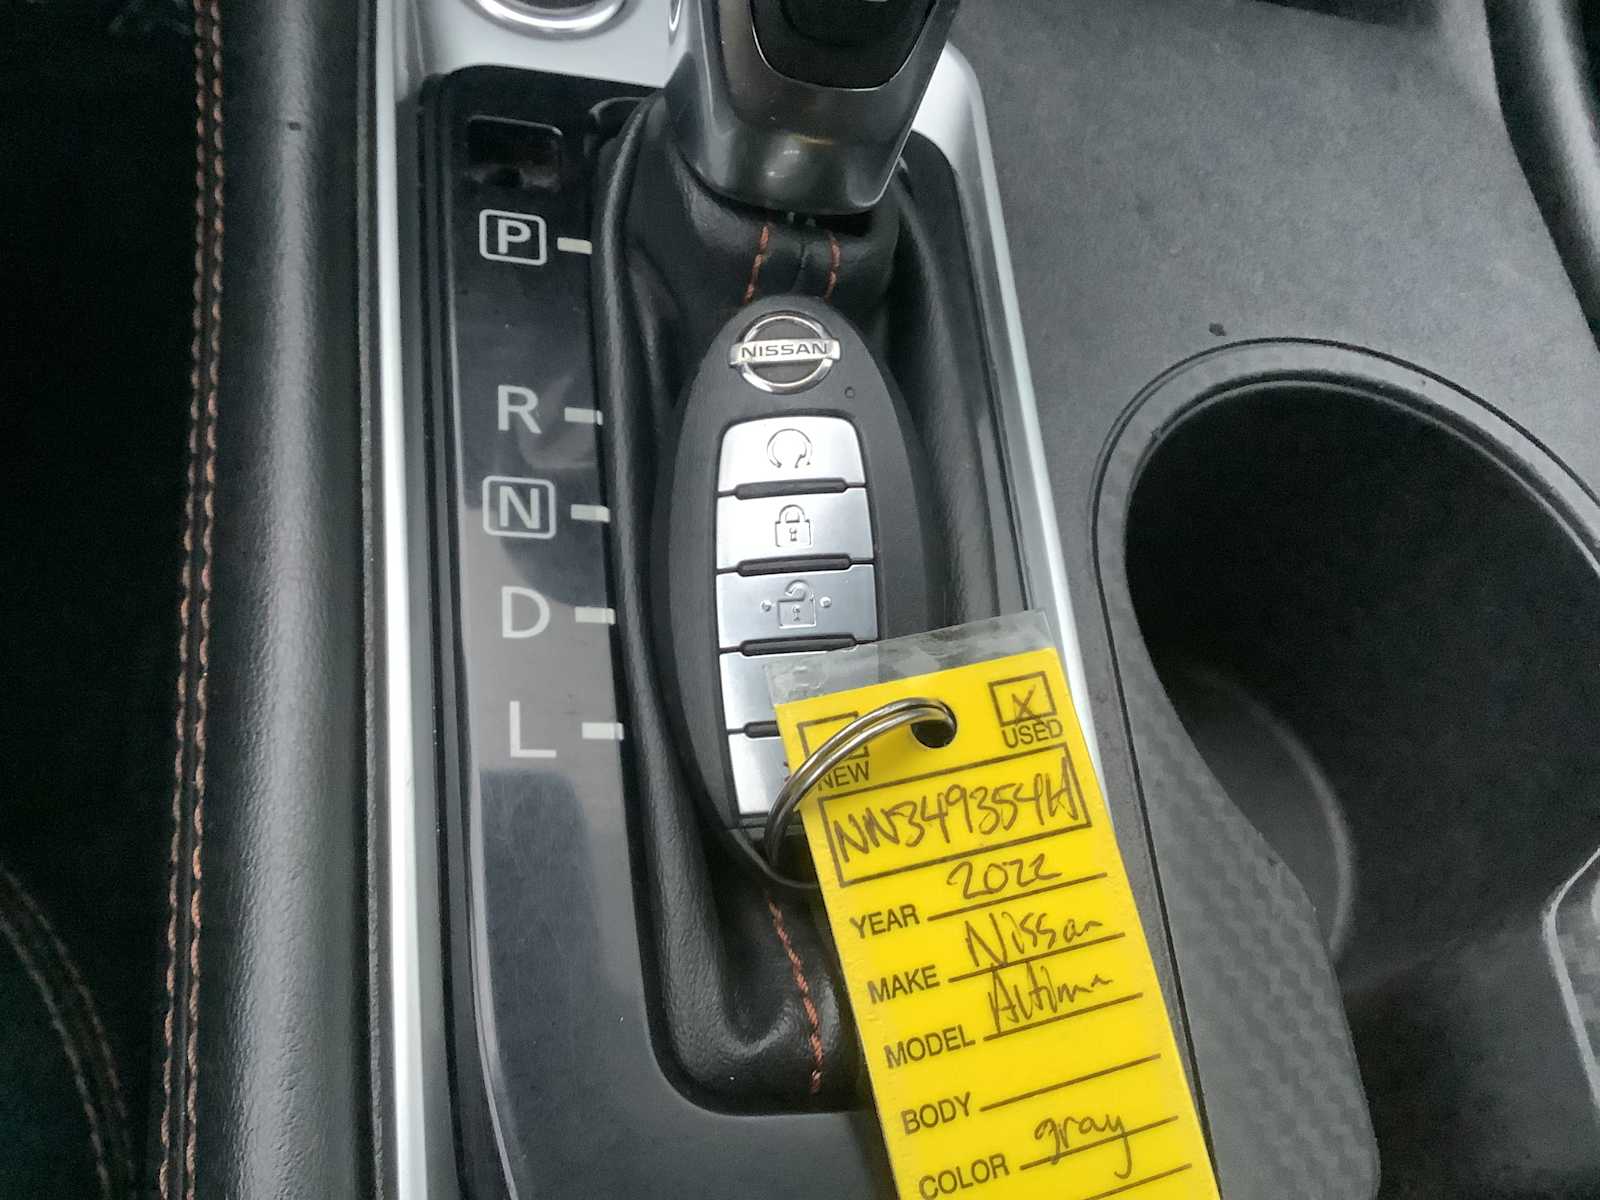 P
R
N
D
L
NISSAN
NEW
X
USED
NN349354H
YEAR 2022
MAKE Nissan
MODEL Altima
BODY
COLOR gray